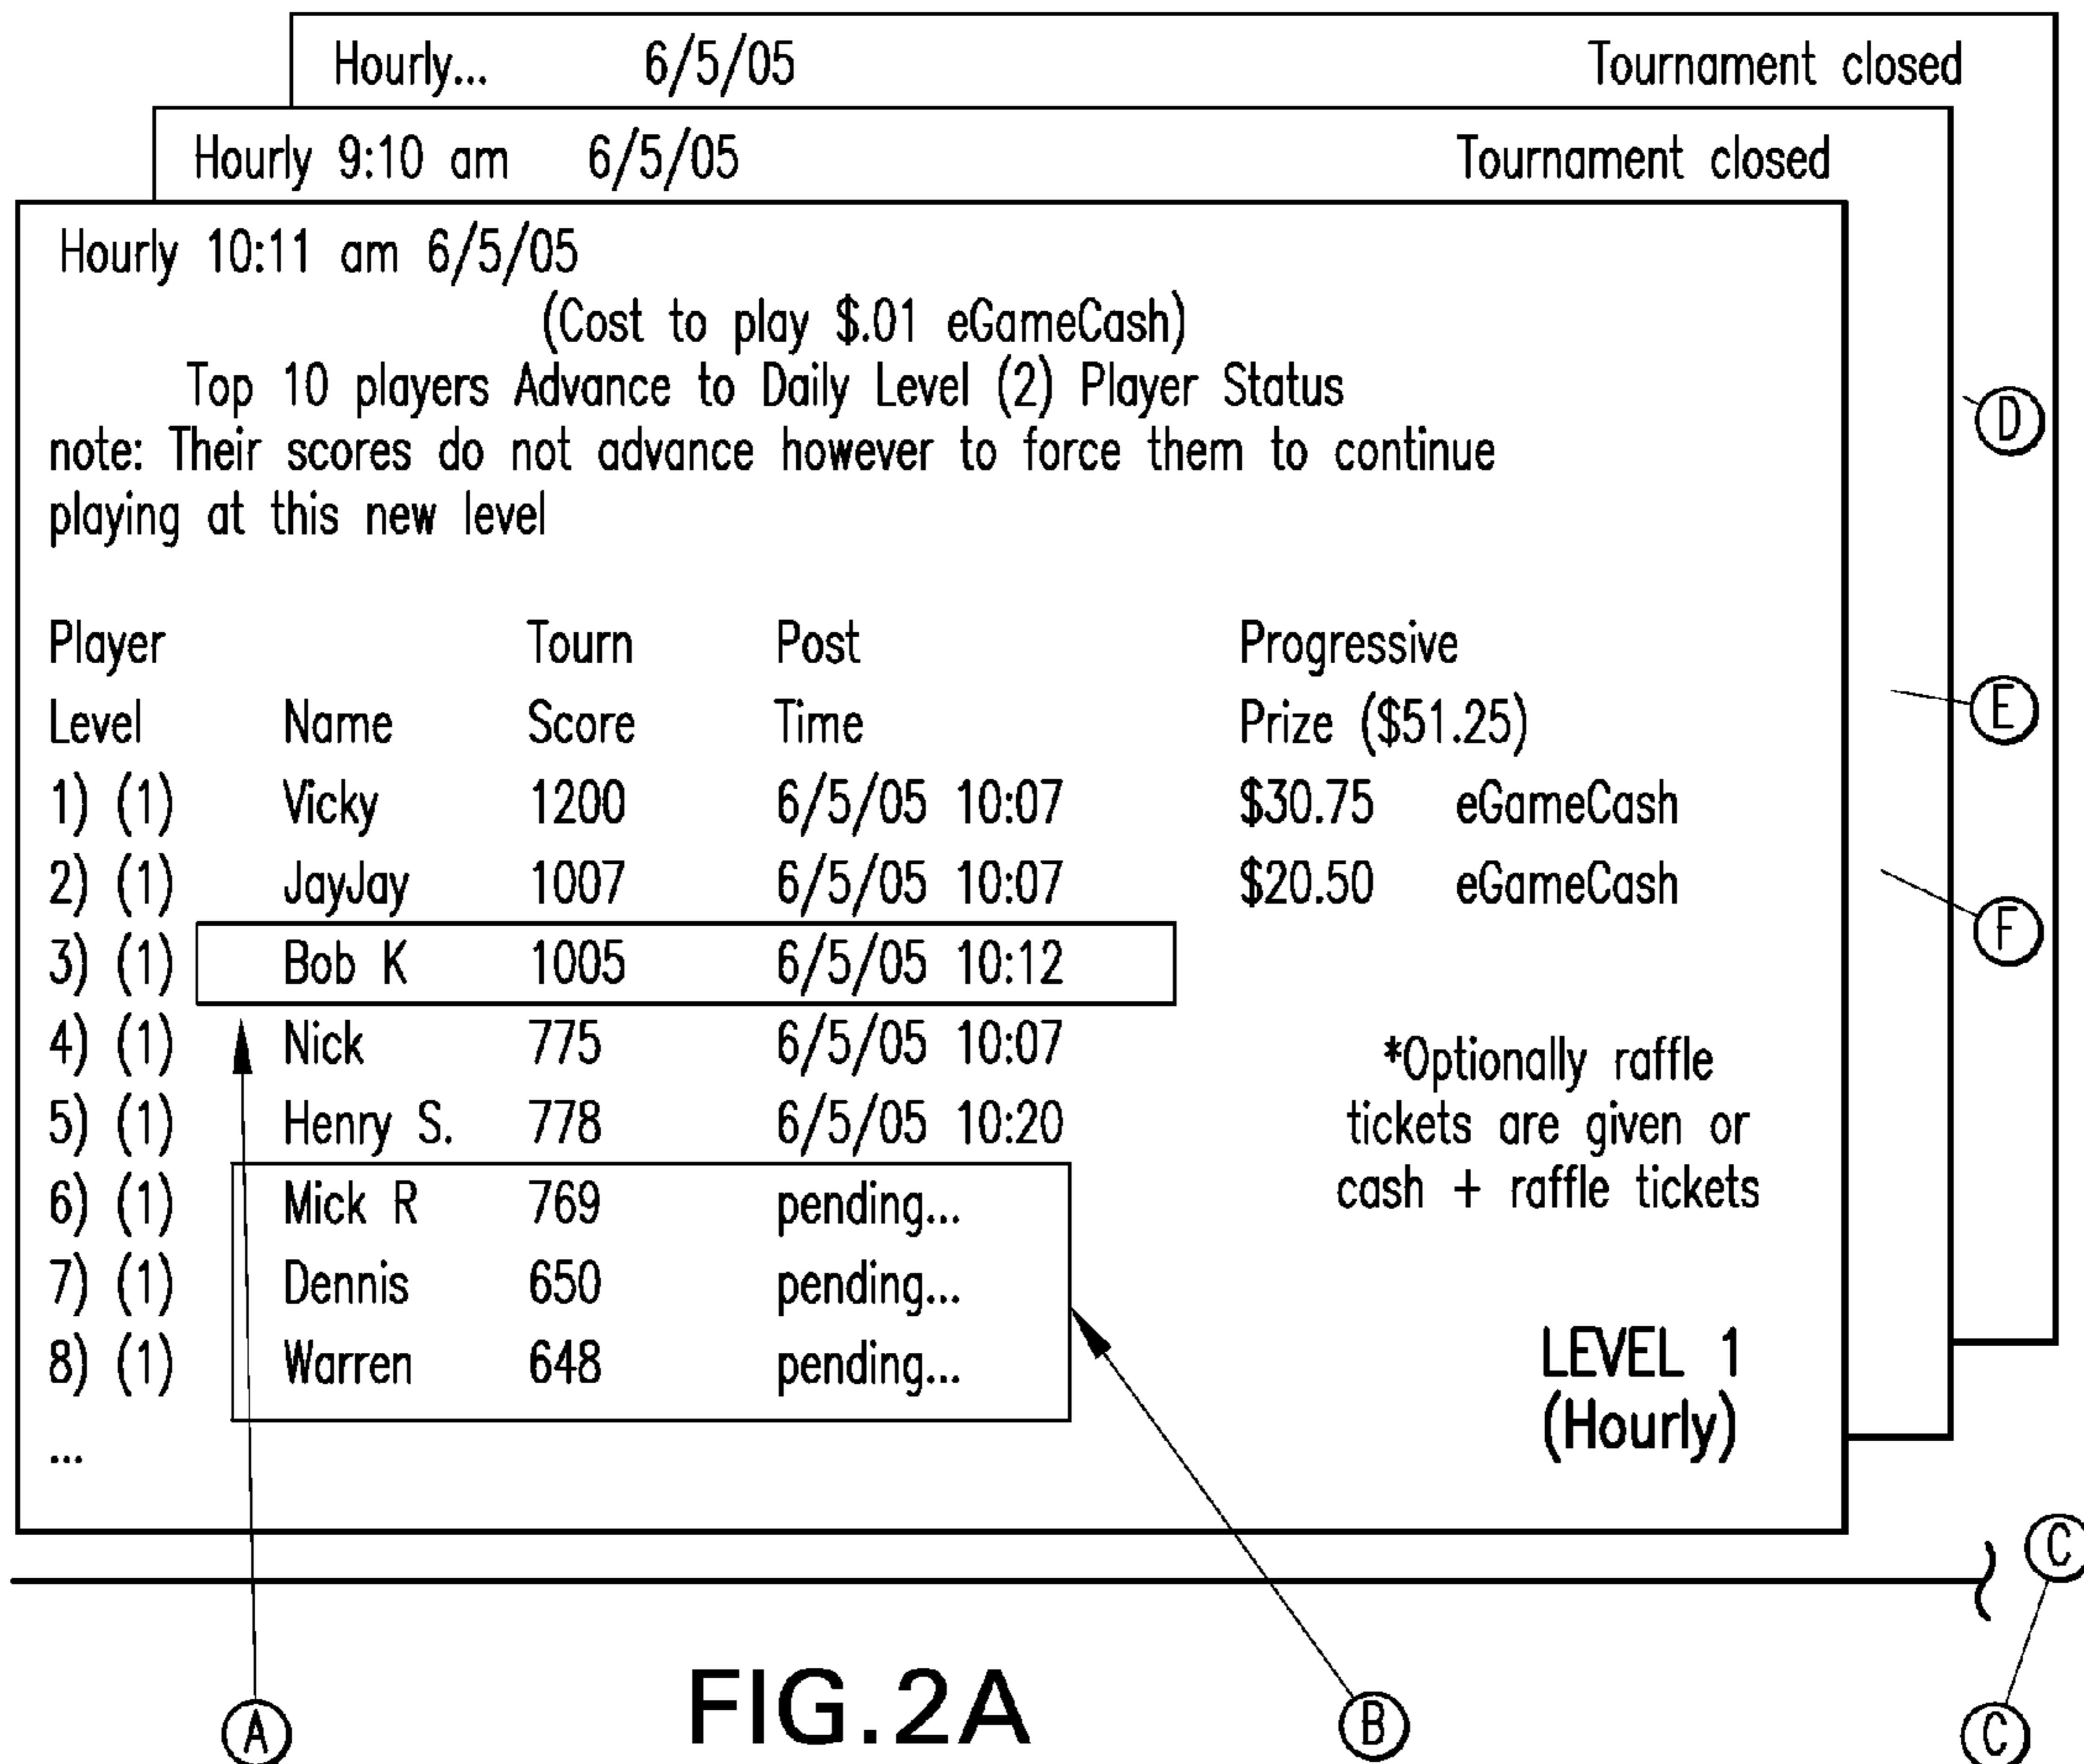 Hourly... 6/5/05 Tournament closed
Hourly 9:10 am 6/5/05 Tournament closed
Hourly 10:11 am 6/5/05
(Cost to play $.01 eGameCash)
Top 10 players Advance to Daily Level (2) Player Status
note: Their scores do not advance however to force them to continue
playing at this new level
Player Tourn Post Progressive
Level Name Score Time Prize ($51.25)
1) (1) Vicky 1200 6/5/05 10:07 $30.75 eGameCash
2) (1) JayJay 1007 6/5/05 10:07 $20.50 eGameCash
3) (1) Bob K 1005 6/5/05 10:12
4) (1) Nick 775 6/5/05 10:07
5) (1) Henry S. 778 6/5/05 10:20
6) (1) Mick R 769 pending...
7) (1) Dennis 650 pending...
8) (1) Warren 648 pending...
...
*Optionally raffle
tickets are given or
cash + raffle tickets
LEVEL 1
(Hourly)
D
E
F
C
A
B
C
FIG.2A